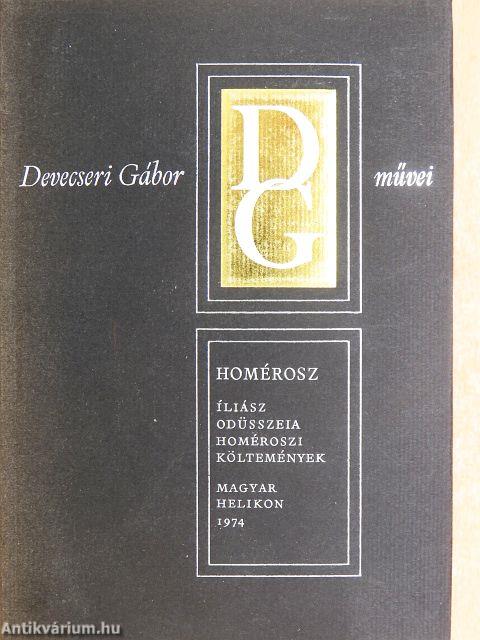 Devecseri Gábor
DG
művei
HOMÉROSZ
ÍLIÁSZ
ODÜSSZEIA
HOMÉROSZI
KÖLTEMÉNYEK
MAGYAR
HELIKON
1974
Antikvárium.hu